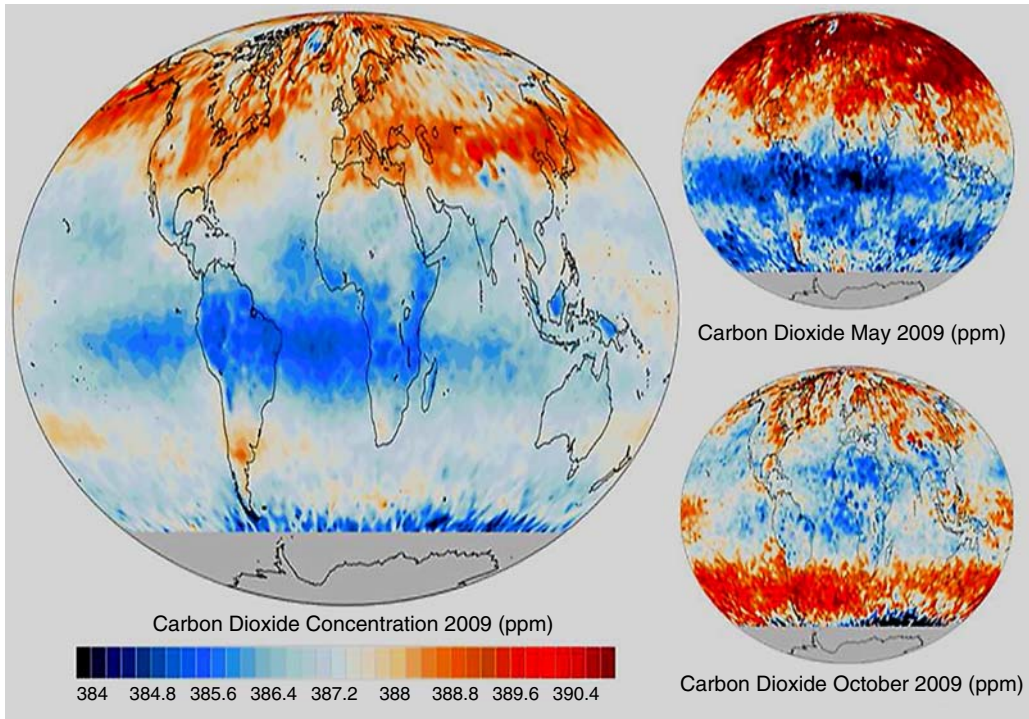 Carbon Dioxide May 2009 (ppm)
Carbon Dioxide Concentration 2009 (ppm)
384 384.8 385.6 386.4 387.2 388 388.8 389.6 390.4
Carbon Dioxide October 2009 (ppm)